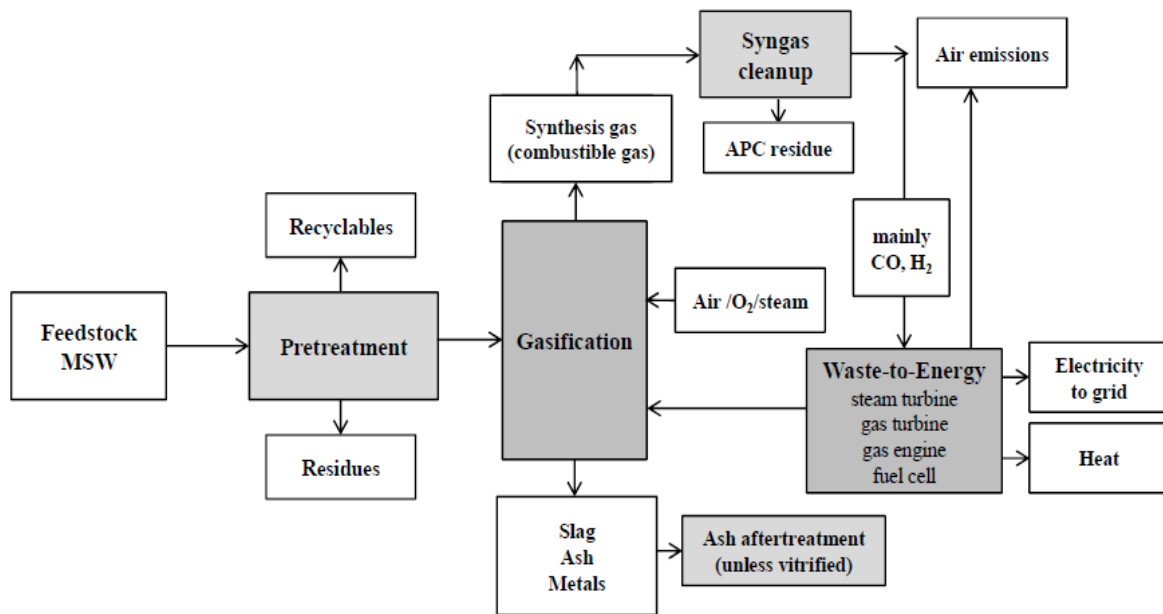 Syngas
cleanup
Air emissions
Synthesis gas
(combustible gas)
APC residue
Recyclables
mainly
CO, H₂
Air /O₂/steam
Feedstock
MSW
Pretreatment
Gasification
Waste-to-Energy
steam turbine
gas turbine
gas engine
fuel cell
Electricity
to grid
Residues
Heat
Slag
Ash
Metals
Ash aftertreatment
(unless vitrified)